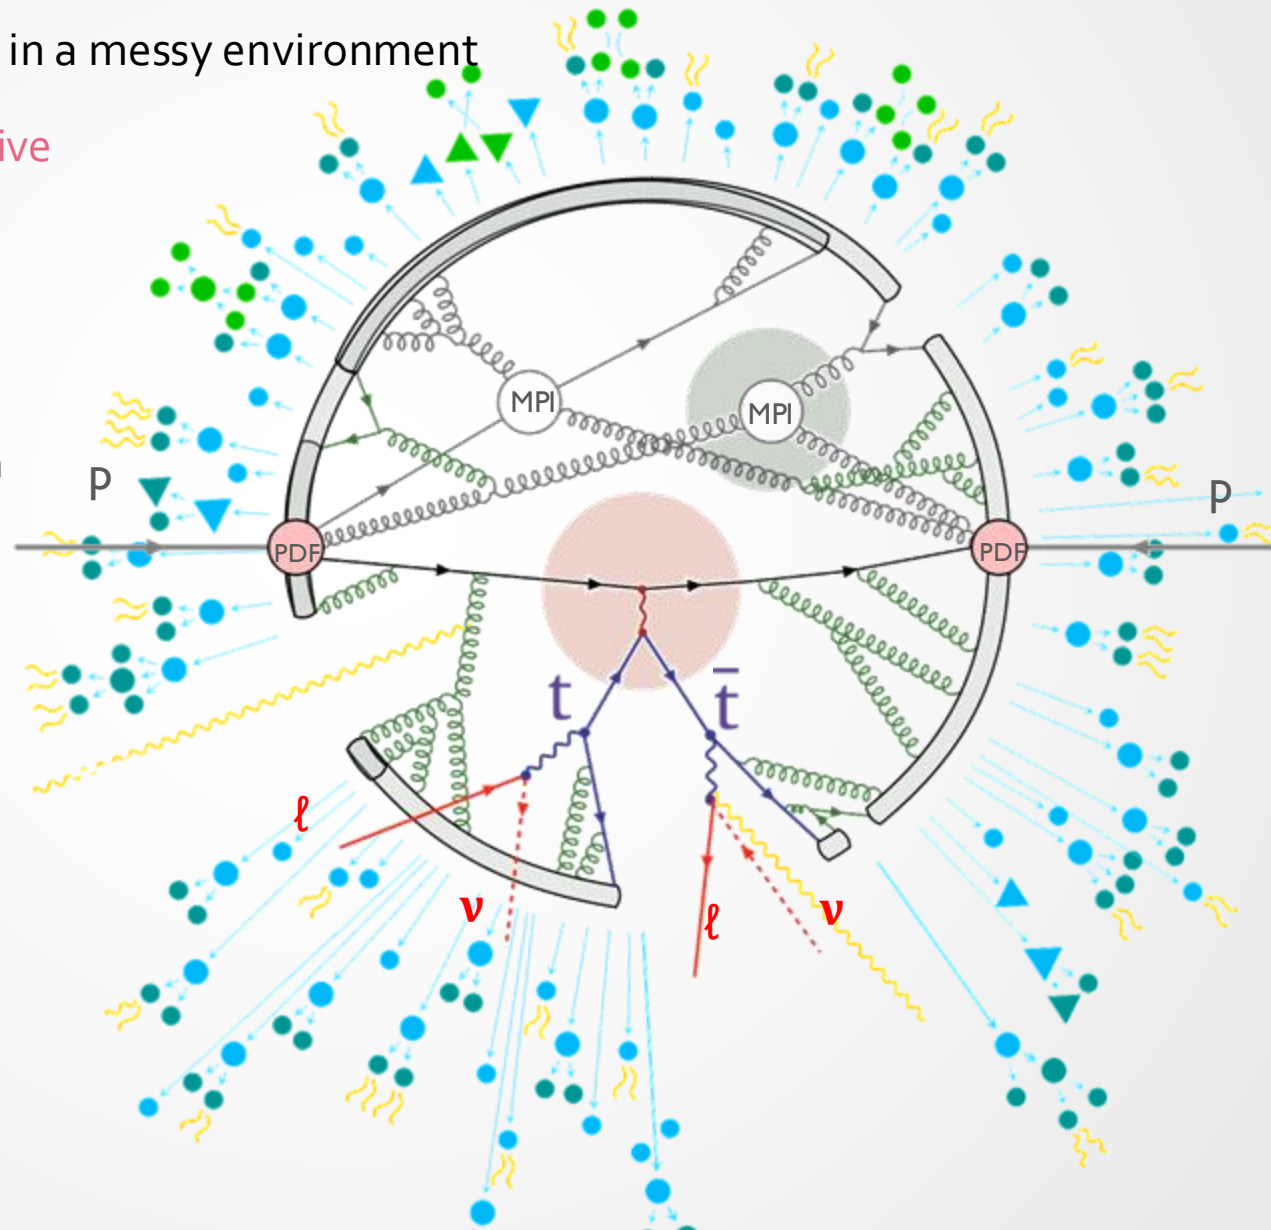 in a messy environment
ive
MPI
MPI
p
p
PDF
PDF
t
t̄
ℓ
ν
ℓ
ν